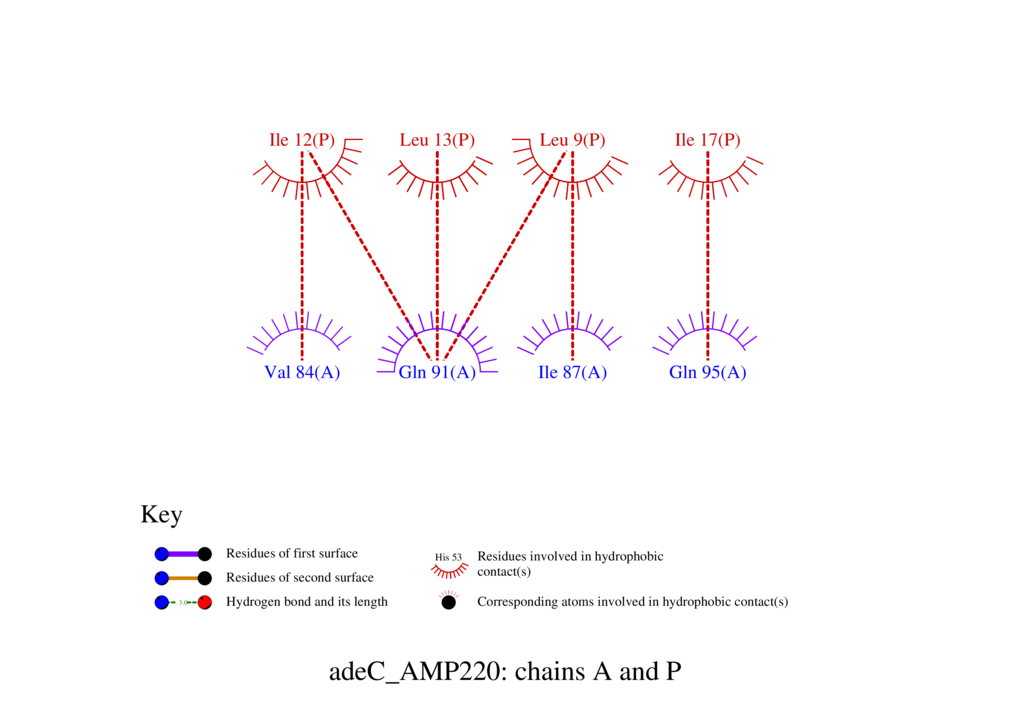 Ile 12(P) Leu 13(P) Leu 9(P) Ile 17(P)
Val 84(A) Gln 91(A) Ile 87(A) Gln 95(A)
Key
Residues of first surface
Residues of second surface
3.0
Hydrogen bond and its length
His 53
Residues involved in hydrophobic
contact(s)
Corresponding atoms involved in hydrophobic contact(s)
adeC_AMP220: chains A and P